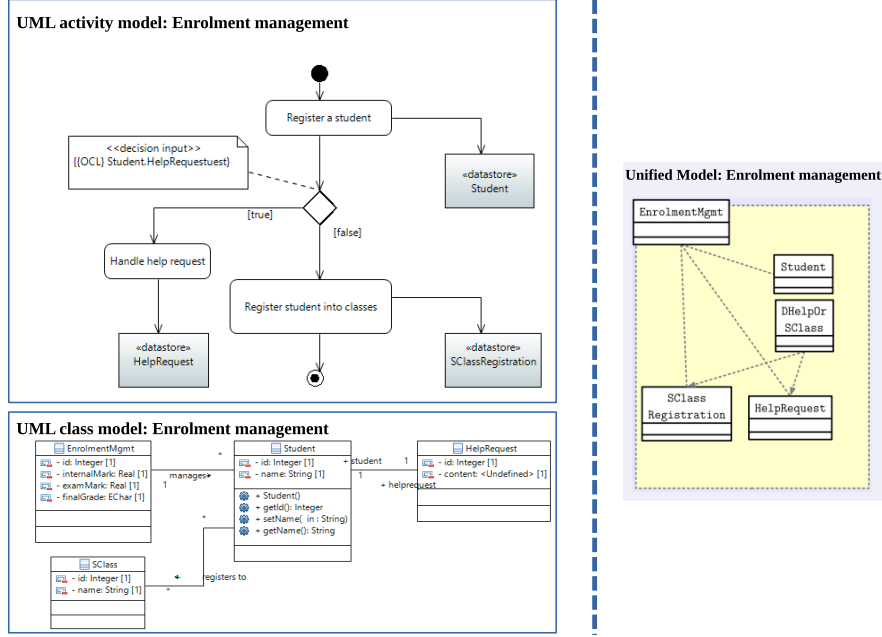 UML activity model: Enrolment management
Register a student
<<decision input>>
{{OCL} Student.HelpRequestuest}
«datastore»
Student
[true]
[false]
Handle help request
Register student into classes
«datastore»
HelpRequest
«datastore»
SClassRegistration
UML class model: Enrolment management
EnrolmentMgmt
- id: Integer [1]
- internalMark: Real [1]
- examMark: Real [1]
- finalGrade: EChar [1]
*
manages
1
Student
- id: Integer [1]
- name: String [1]
+ Student()
+ getId(): Integer
+ setName( in : String)
+ getName(): String
+ student
1
1
+ helprequest
HelpRequest
- id: Integer [1]
- content: <Undefined> [1]
*
SClass
- id: Integer [1]
- name: String [1]
registers to
*
Unified Model: Enrolment management
EnrolmentMgmt
Student
DHelpOr
SClass
SClass
Registration
HelpRequest